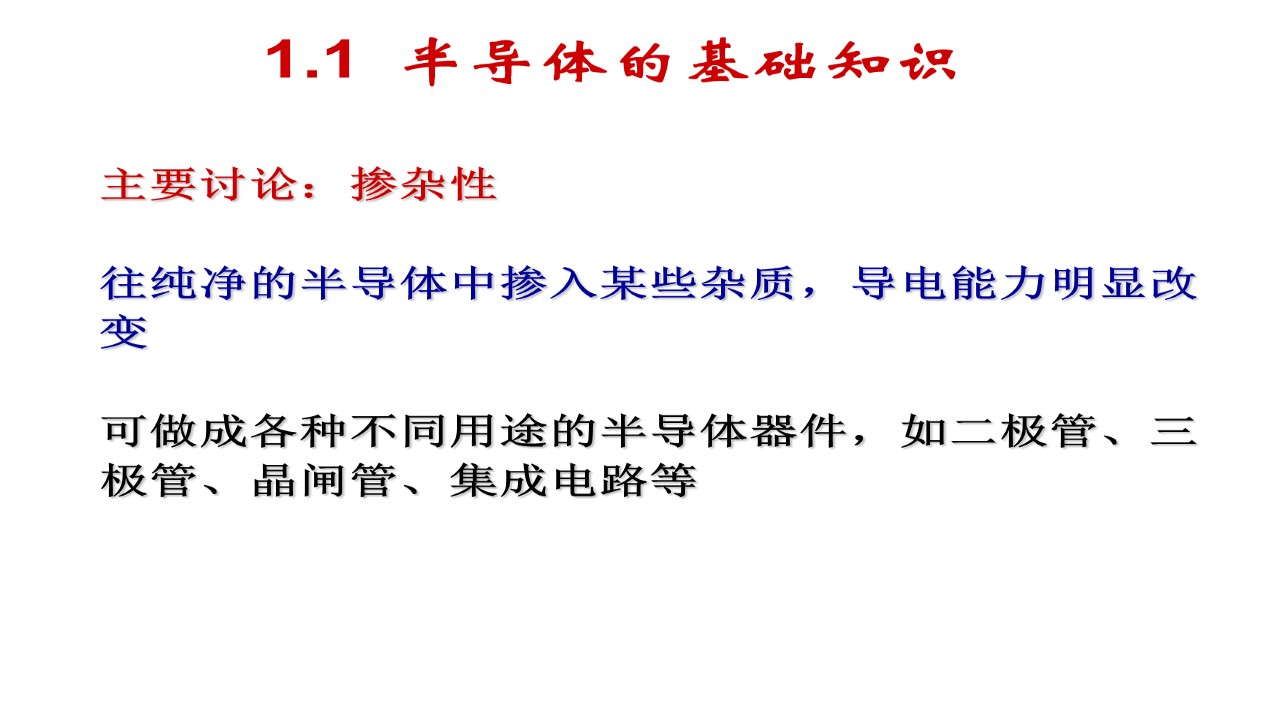 1.1 半导体的基础知识
主要讨论：掺杂性
往纯净的半导体中掺入某些杂质，导电能力明显改
变
可做成各种不同用途的半导体器件，如二极管、三
极管、晶闸管、集成电路等